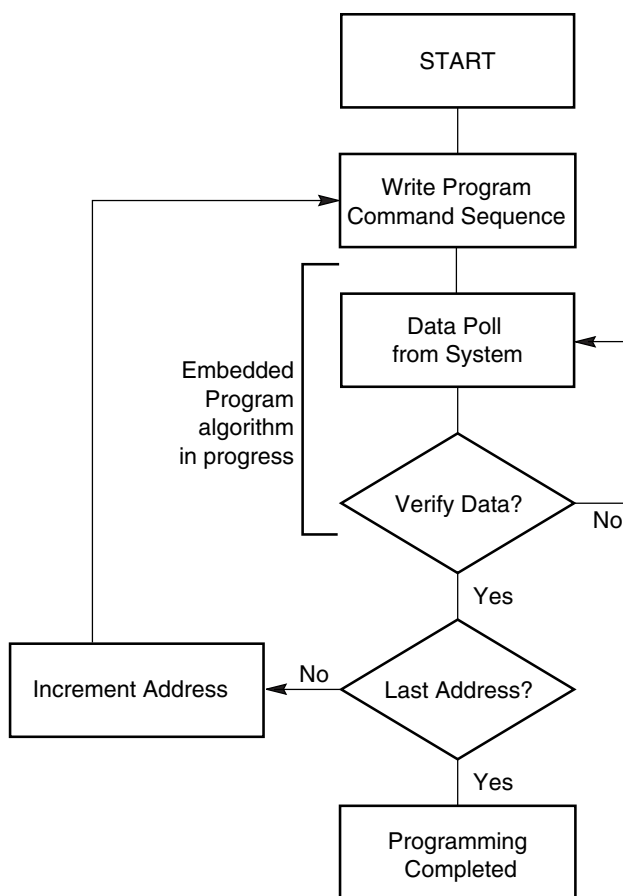 START
Write Program
Command Sequence
Data Poll
from System
Embedded
Program
algorithm
in progress
Verify Data?
No
Yes
No
Increment Address
Last Address?
Yes
Programming
Completed